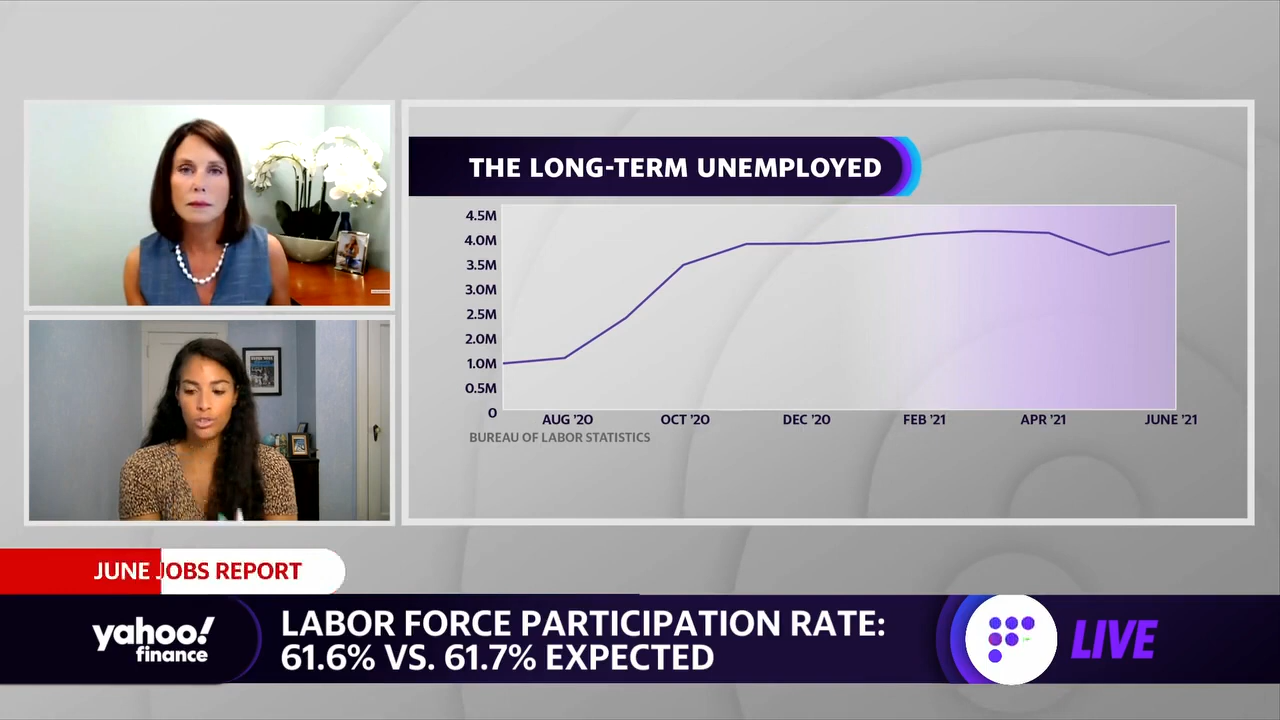 THE LONG-TERM UNEMPLOYED
4.5M
4.0M
3.5M
3.0M
2.5M
2.0M
1.0M
0.5M
0
AUG '20 OCT '20 DEC '20 FEB '21 APR '21 JUNE '21
BUREAU OF LABOR STATISTICS
JUNE JOBS REPORT
yahoo!
finance
LABOR FORCE PARTICIPATION RATE:
61.6% VS. 61.7% EXPECTED
LIVE